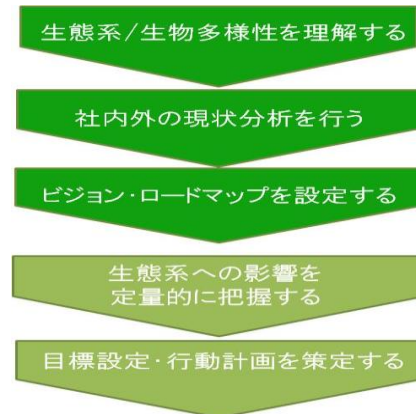 生態系/生物多様性を理解する
社内外の現状分析を行う
ビジョン・ロードマップを設定する
生態系への影響を
定量的に把握する
目標設定・行動計画を策定する